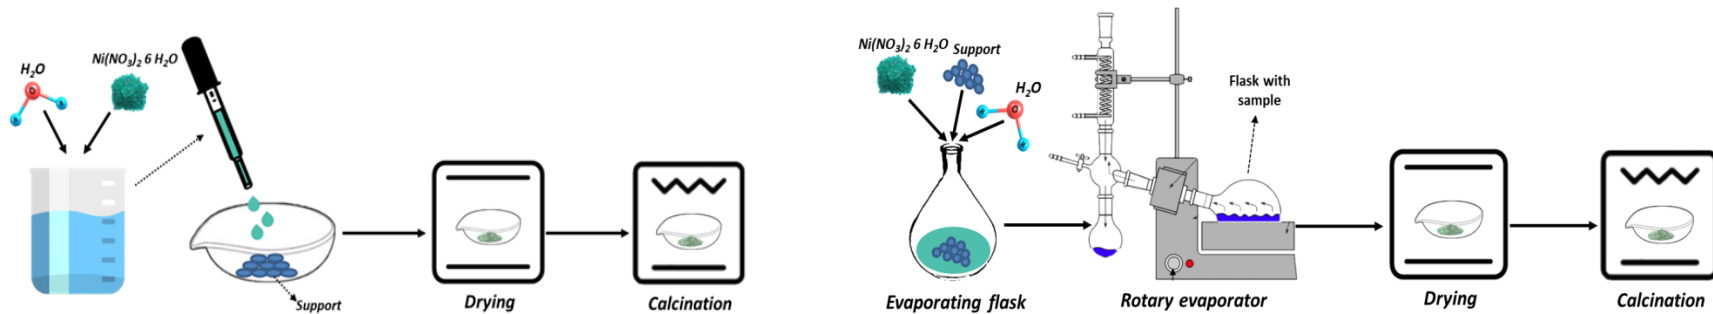 H2O
Ni(NO3)2 6 H2O
Support
Drying
Calcination
Ni(NO3)2 6 H2O
Support
H2O
Flask with
sample
Evaporating flask
Rotary evaporator
Drying
Calcination